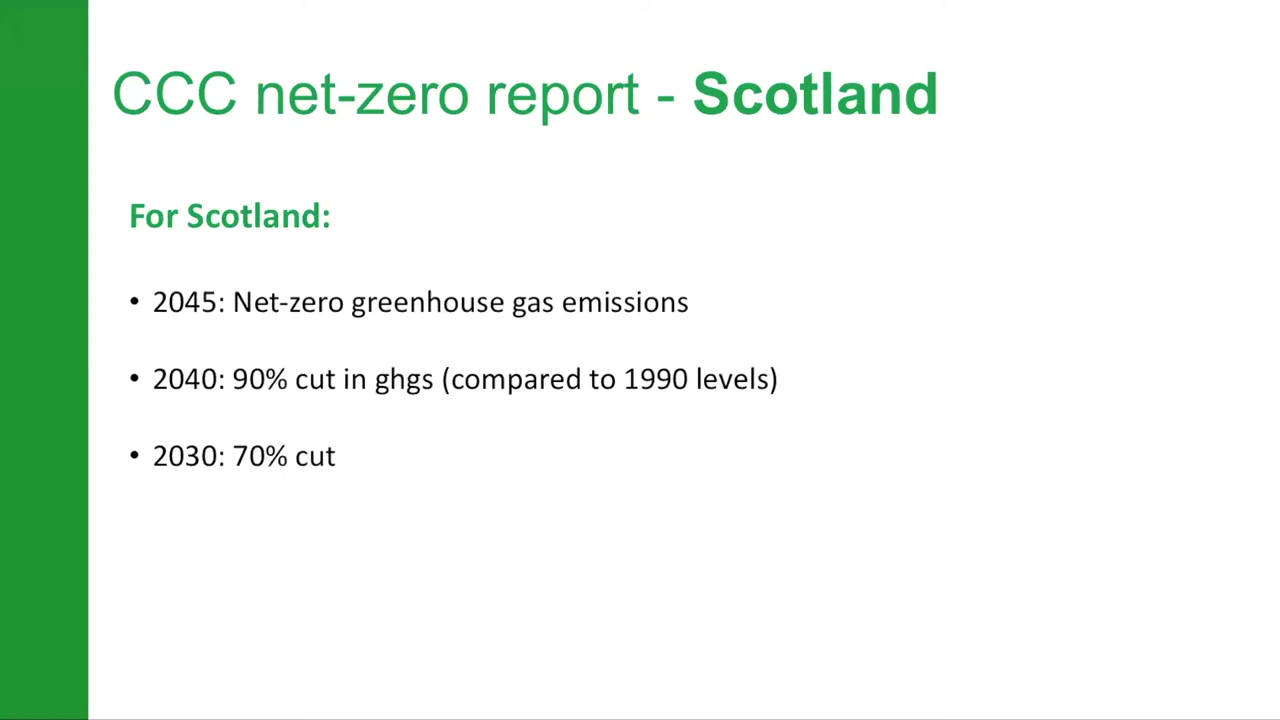 CCC net-zero report - Scotland
For Scotland:
• 2045: Net-zero greenhouse gas emissions
• 2040: 90% cut in ghgs (compared to 1990 levels)
• 2030: 70% cut